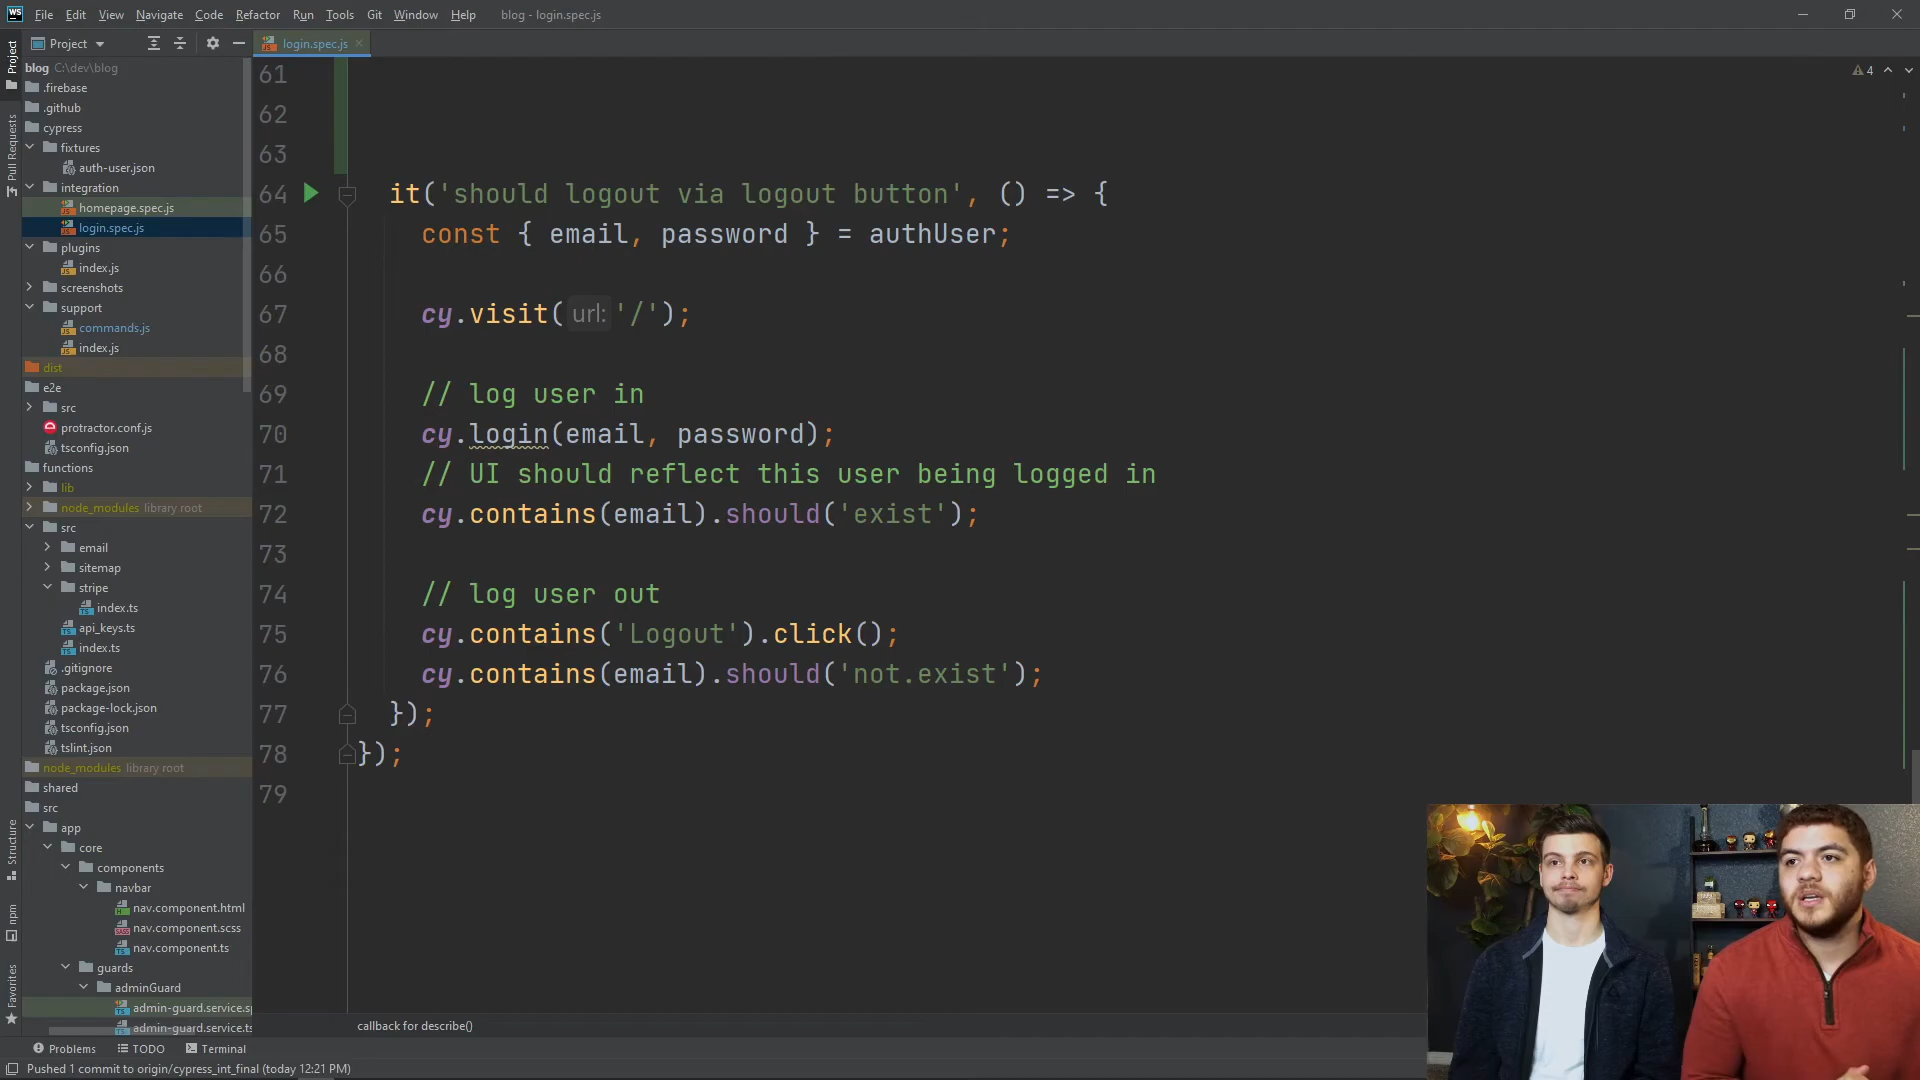 WS File Edit View Navigate Code Refactor Run Tools Git Window Help blog - login.spec.js
Project
login.spec.js
Project
Pull Requests
Structure
npm
Favorites
blog C:\dev\blog
.firebase
.github
cypress
fixtures
auth-user.json
integration
homepage.spec.js
login.spec.js
plugins
index.js
screenshots
support
commands.js
index.js
dist
e2e
src
protractor.conf.js
tsconfig.json
functions
lib
node_modules library root
src
email
sitemap
stripe
index.ts
api_keys.ts
index.ts
.gitignore
package.json
package-lock.json
tsconfig.json
tslint.json
node_modules library root
shared
src
app
core
components
navbar
nav.component.html
nav.component.scss
nav.component.ts
guards
adminGuard
admin-guard.service.s
admin-guard.service.ts
4
61
62
63
64 it('should logout via logout button', () => {
65 const { email, password } = authUser;
66
67 cy.visit( url: '/');
68
69 // log user in
70 cy.login(email, password);
71 // UI should reflect this user being logged in
72 cy.contains(email).should('exist');
73
74 // log user out
75 cy.contains('Logout').click();
76 cy.contains(email).should('not.exist');
77 });
78 });
79
callback for describe()
Problems TODO Terminal
Pushed 1 commit to origin/cypress_int_final (today 12:21 PM)